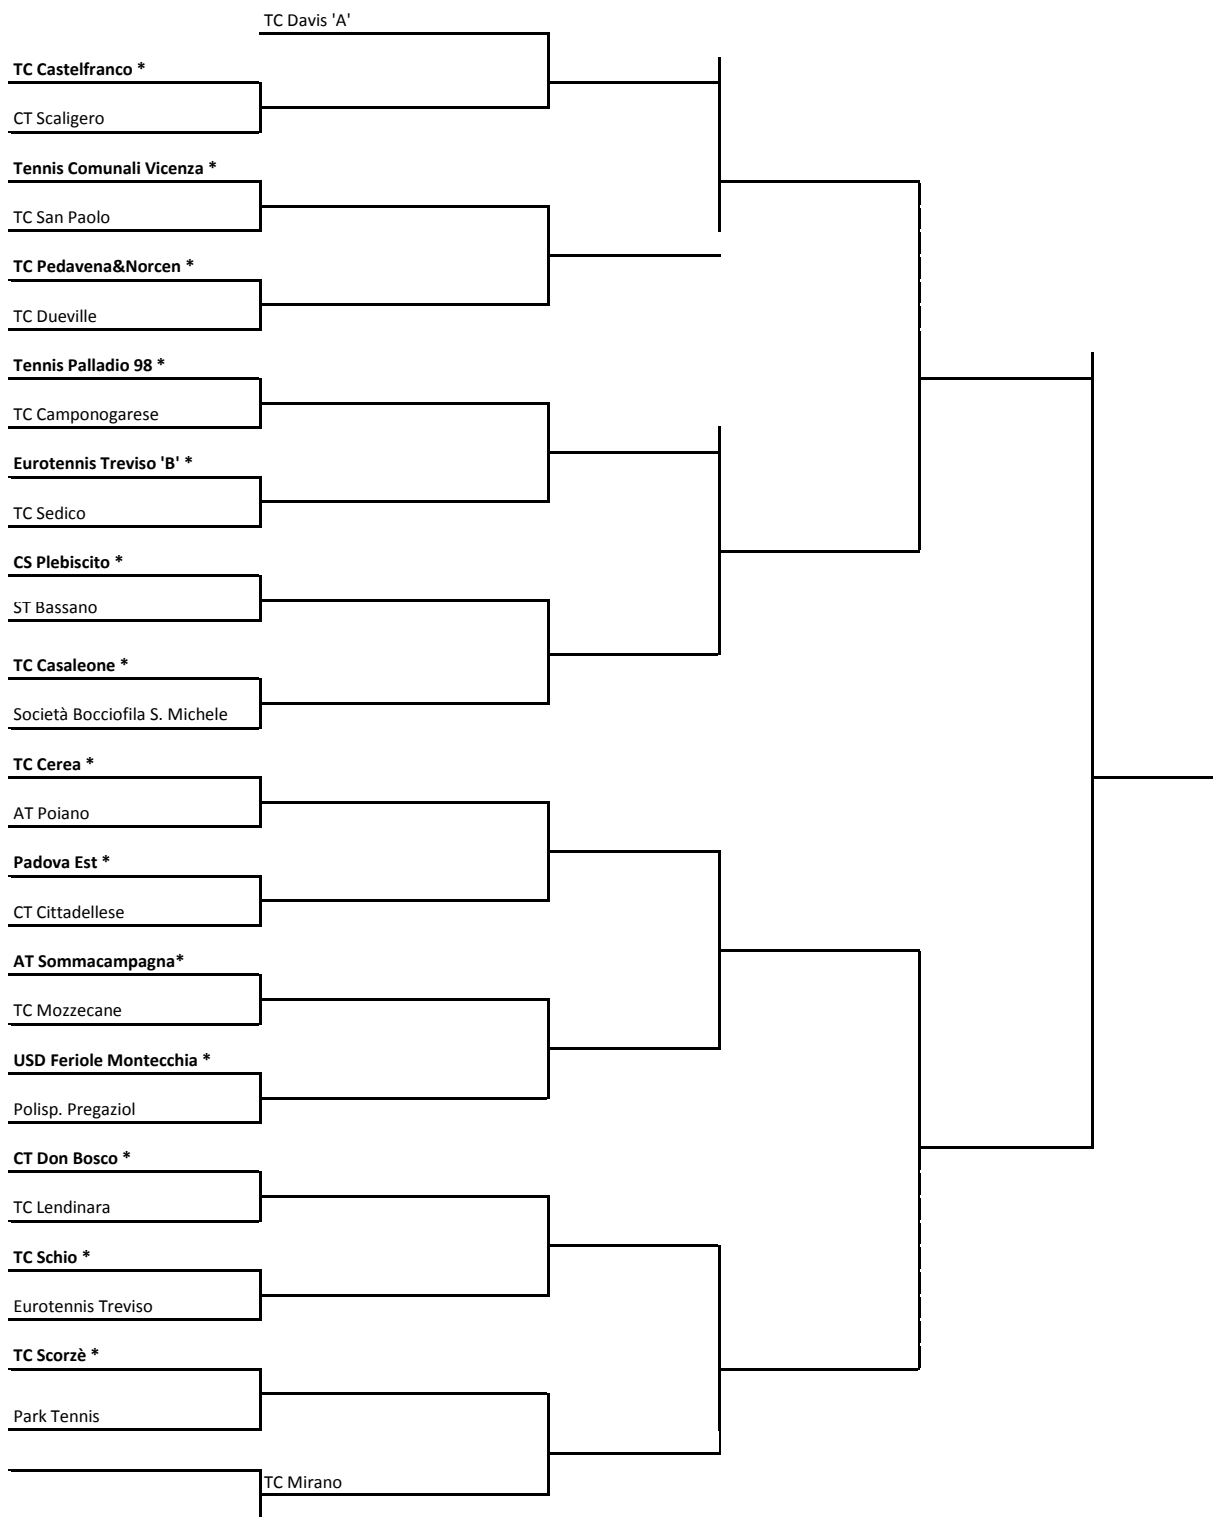 TC Davis 'A'
TC Castelfranco *
CT Scaligero
Tennis Comunali Vicenza *
TC San Paolo
TC Pedavena&Norcen *
TC Dueville
Tennis Palladio 98 *
TC Camponogarese
Eurotennis Treviso 'B' *
TC Sedico
CS Plebiscito *
ST Bassano
TC Casaleone *
Società Bocciofila S. Michele
TC Cerea *
AT Poiano
Padova Est *
CT Cittadellese
AT Sommacampagna*
TC Mozzecane
USD Feriole Montecchia *
Polisp. Pregaziol
CT Don Bosco *
TC Lendinara
TC Schio *
Eurotennis Treviso
TC Scorzè *
Park Tennis
TC Mirano